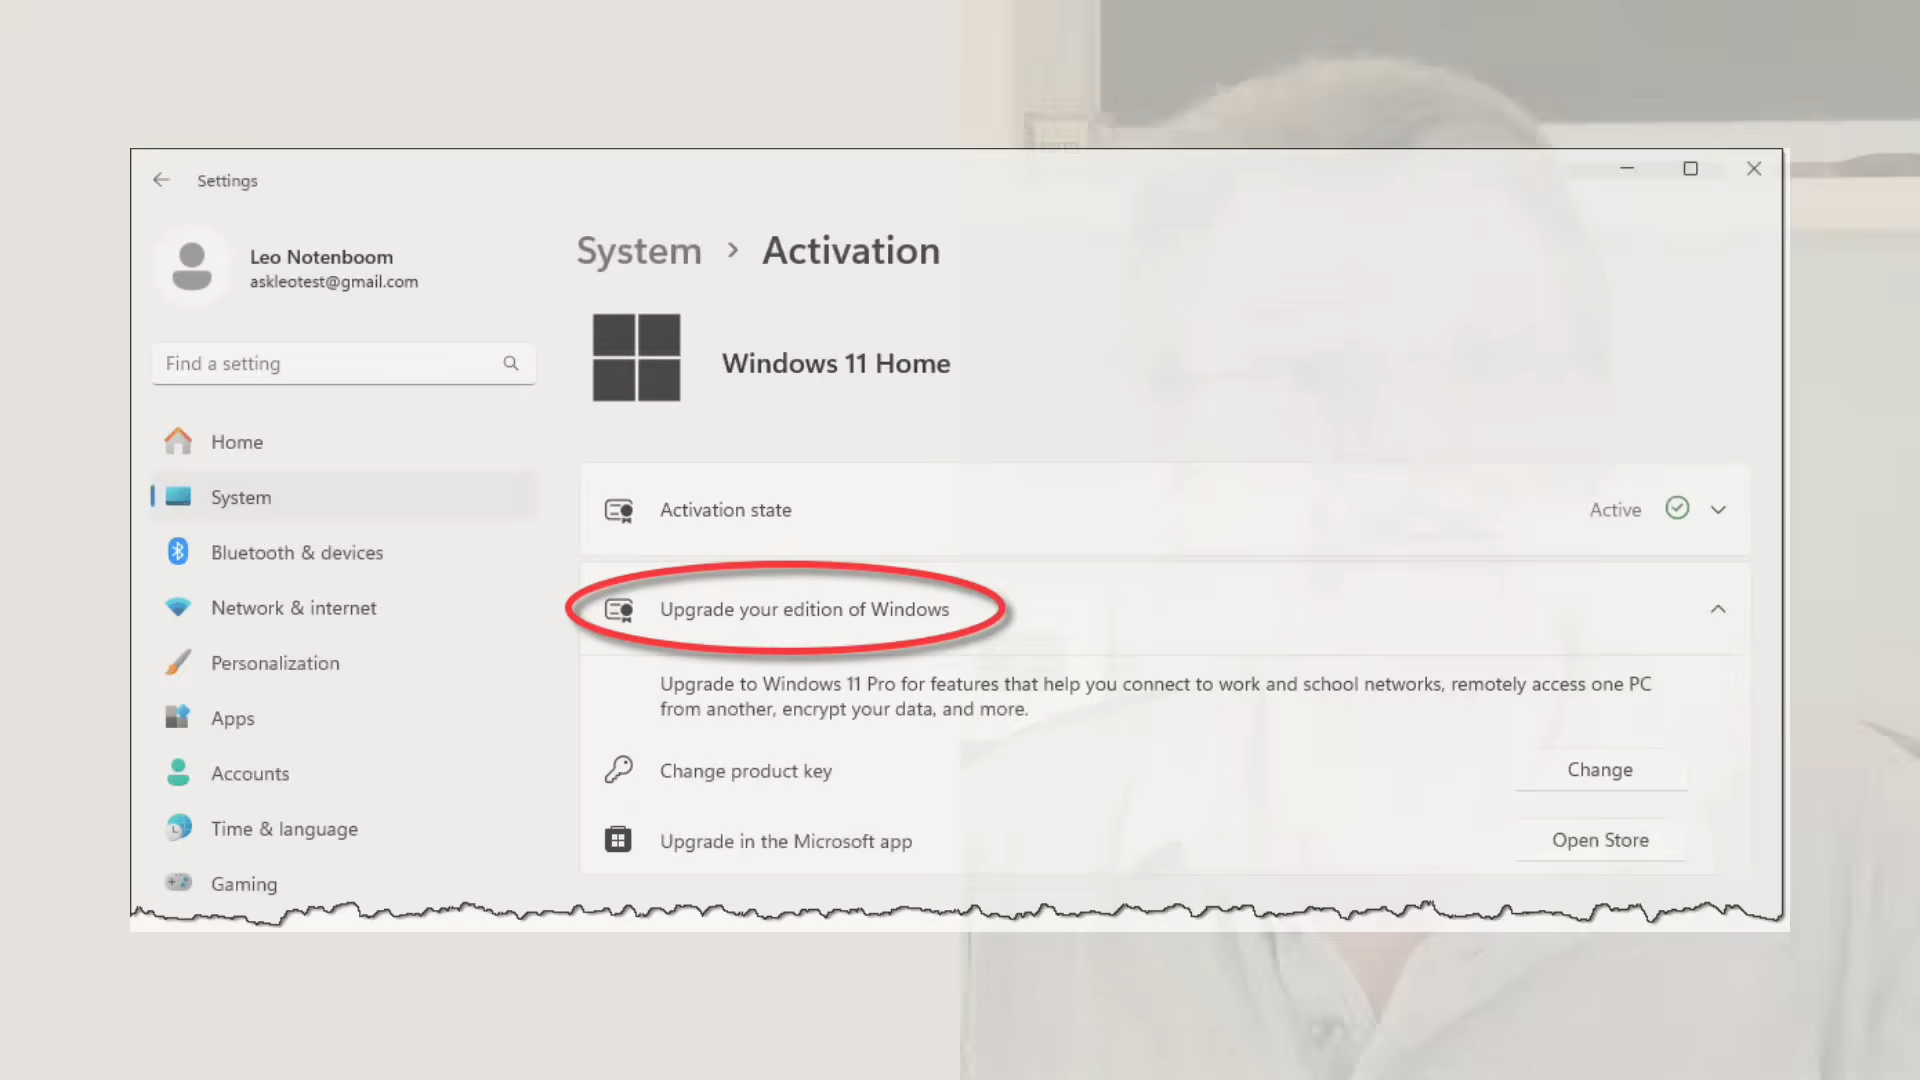 Settings
Leo Notenboom
askleotest@gmail.com
Find a setting
Home
System
Bluetooth & devices
Network & internet
Personalization
Apps
Accounts
Time & language
Gaming
System > Activation
Windows 11 Home
Activation state
Active
Upgrade your edition of Windows
Upgrade to Windows 11 Pro for features that help you connect to work and school networks, remotely access one PC
from another, encrypt your data, and more.
Change product key
Change
Upgrade in the Microsoft app
Open Store